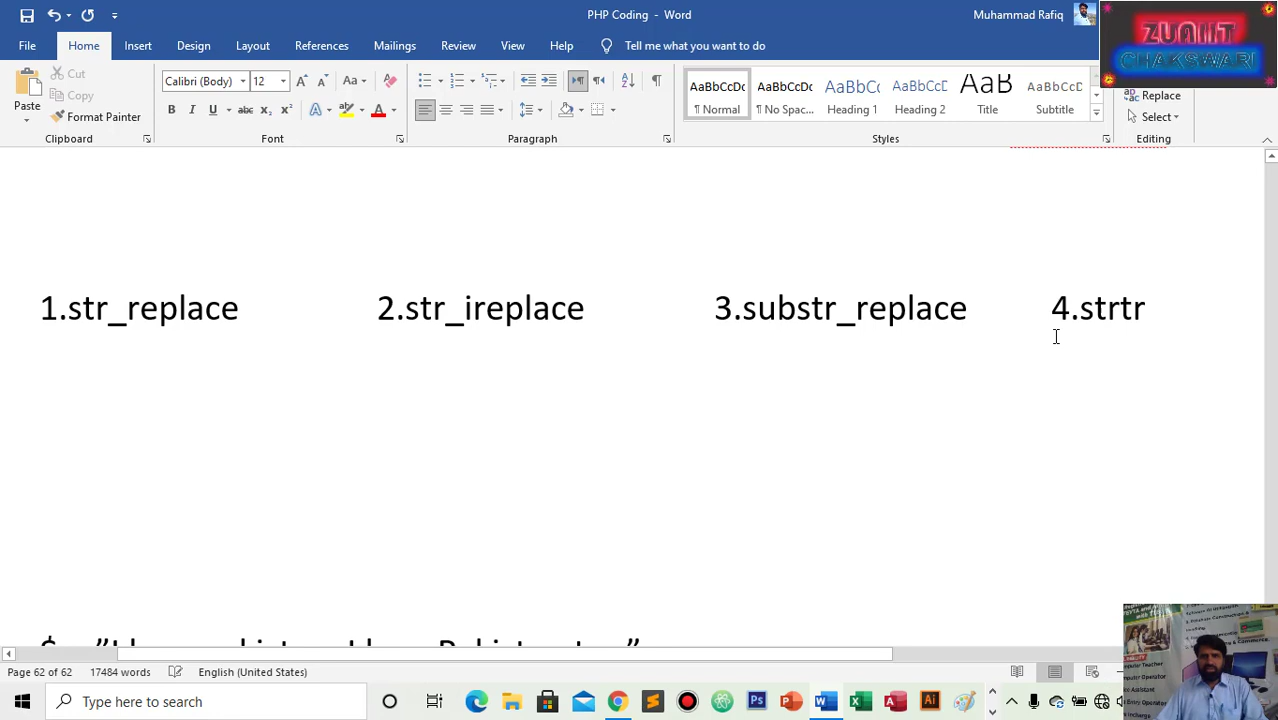 PHP Coding - Word
Muhammad Rafiq
ZUNIIT
CHAKSWARI
File Home Insert Design Layout References Mailings Review View Help Tell me what you want to do
Paste
Cut
Copy
Format Painter
Calibri (Body) 12
AaBbCcDc AaBbCcDc AaBbCc AaBbCcD AaB AaBbCcD
¶ Normal ¶ No Spac... Heading 1 Heading 2 Title Subtitle
Replace
Select
Clipboard Font Paragraph Styles Editing
1.str_replace 2.str_ireplace 3.substr_replace 4.strtr
Page 62 of 62 17484 words English (United States)
Type here to search